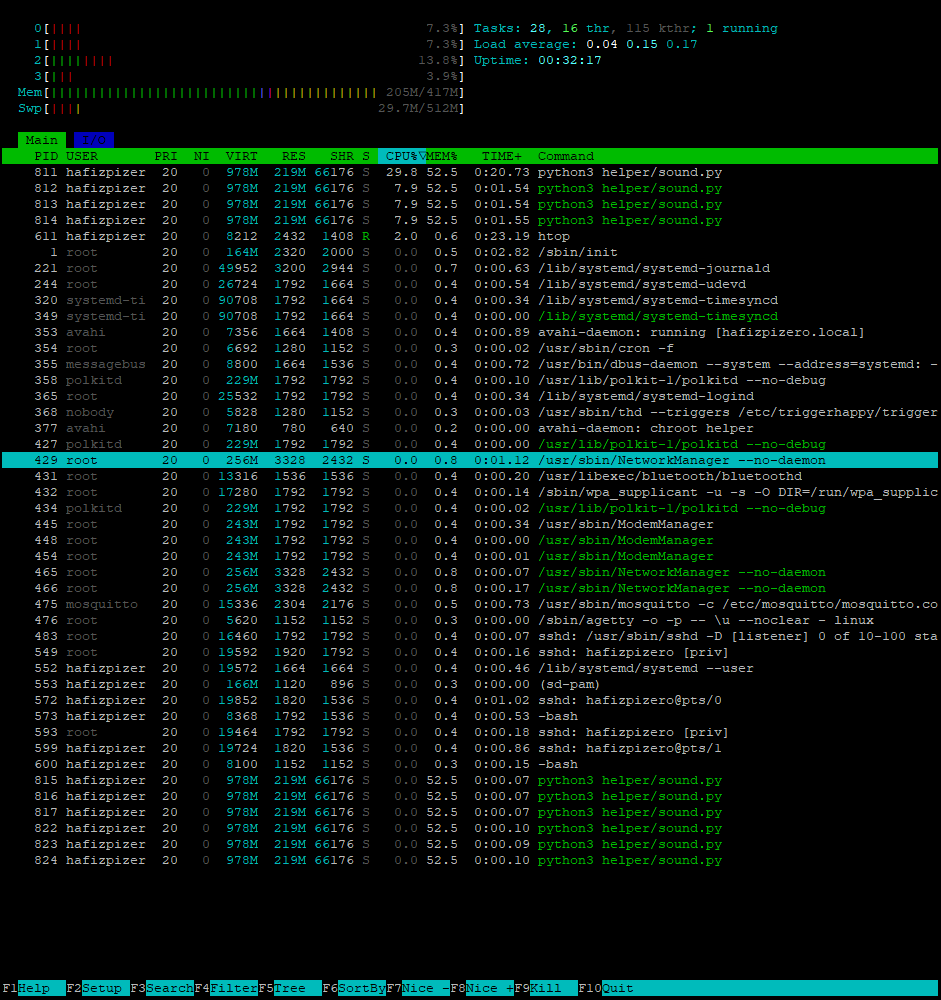 0[|||| 7.3%] Tasks: 28, 16 thr, 115 kthr; 1 running
1[|||| 7.3%] Load average: 0.04 0.15 0.17
2[|||||||| 13.8%] Uptime: 00:32:17
3[||| 3.9%]
Mem[||||||||||||||||||||||||||||||||||||||||| 205M/417M]
Swp[|||| 29.7M/512M]
Main I/O
PID USER PRI NI VIRT RES SHR S CPU%▽MEM% TIME+ Command
811 hafizpizer 20 0 978M 219M 66176 S 29.8 52.5 0:20.73 python3 helper/sound.py
812 hafizpizer 20 0 978M 219M 66176 S 7.9 52.5 0:01.54 python3 helper/sound.py
813 hafizpizer 20 0 978M 219M 66176 S 7.9 52.5 0:01.54 python3 helper/sound.py
814 hafizpizer 20 0 978M 219M 66176 S 7.9 52.5 0:01.55 python3 helper/sound.py
611 hafizpizer 20 0 8212 2432 1408 R 2.0 0.6 0:23.19 htop
1 root 20 0 164M 2320 2000 S 0.0 0.5 0:02.82 /sbin/init
221 root 20 0 49952 3200 2944 S 0.0 0.7 0:00.63 /lib/systemd/systemd-journald
244 root 20 0 26724 1792 1664 S 0.0 0.4 0:00.54 /lib/systemd/systemd-udevd
320 systemd-ti 20 0 90708 1792 1664 S 0.0 0.4 0:00.34 /lib/systemd/systemd-timesyncd
349 systemd-ti 20 0 90708 1792 1664 S 0.0 0.4 0:00.00 /lib/systemd/systemd-timesyncd
353 avahi 20 0 7356 1664 1408 S 0.0 0.4 0:00.89 avahi-daemon: running [hafizpizero.local]
354 root 20 0 6692 1280 1152 S 0.0 0.3 0:00.02 /usr/sbin/cron -f
355 messagebus 20 0 8800 1664 1536 S 0.0 0.4 0:00.72 /usr/bin/dbus-daemon --system --address=systemd: -
358 polkitd 20 0 229M 1792 1792 S 0.0 0.4 0:00.10 /usr/lib/polkit-1/polkitd --no-debug
365 root 20 0 25532 1792 1792 S 0.0 0.4 0:00.34 /lib/systemd/systemd-logind
368 nobody 20 0 5828 1280 1152 S 0.0 0.3 0:00.03 /usr/sbin/thd --triggers /etc/triggerhappy/trigger
377 avahi 20 0 7180 780 640 S 0.0 0.2 0:00.00 avahi-daemon: chroot helper
427 polkitd 20 0 229M 1792 1792 S 0.0 0.4 0:00.00 /usr/lib/polkit-1/polkitd --no-debug
429 root 20 0 256M 3328 2432 S 0.0 0.8 0:01.12 /usr/sbin/NetworkManager --no-daemon
431 root 20 0 13316 1536 1536 S 0.0 0.4 0:00.20 /usr/libexec/bluetooth/bluetoothd
432 root 20 0 17280 1792 1792 S 0.0 0.4 0:00.14 /sbin/wpa_supplicant -u -s -O DIR=/run/wpa_supplic
434 polkitd 20 0 229M 1792 1792 S 0.0 0.4 0:00.02 /usr/lib/polkit-1/polkitd --no-debug
445 root 20 0 243M 1792 1792 S 0.0 0.4 0:00.34 /usr/sbin/ModemManager
448 root 20 0 243M 1792 1792 S 0.0 0.4 0:00.00 /usr/sbin/ModemManager
454 root 20 0 243M 1792 1792 S 0.0 0.4 0:00.01 /usr/sbin/ModemManager
465 root 20 0 256M 3328 2432 S 0.0 0.8 0:00.07 /usr/sbin/NetworkManager --no-daemon
466 root 20 0 256M 3328 2432 S 0.0 0.8 0:00.17 /usr/sbin/NetworkManager --no-daemon
475 mosquitto 20 0 15336 2304 2176 S 0.0 0.5 0:00.73 /usr/sbin/mosquitto -c /etc/mosquitto/mosquitto.co
476 root 20 0 5620 1152 1152 S 0.0 0.3 0:00.00 /sbin/agetty -o -p -- \u --noclear - linux
483 root 20 0 16460 1792 1792 S 0.0 0.4 0:00.07 sshd: /usr/sbin/sshd -D [listener] 0 of 10-100 sta
549 root 20 0 19592 1920 1792 S 0.0 0.4 0:00.16 sshd: hafizpizero [priv]
552 hafizpizer 20 0 19572 1664 1664 S 0.0 0.4 0:00.46 /lib/systemd/systemd --user
553 hafizpizer 20 0 166M 1120 896 S 0.0 0.3 0:00.00 (sd-pam)
572 hafizpizer 20 0 19852 1820 1536 S 0.0 0.4 0:01.02 sshd: hafizpizero@pts/0
573 hafizpizer 20 0 8368 1792 1536 S 0.0 0.4 0:00.53 -bash
593 root 20 0 19464 1792 1792 S 0.0 0.4 0:00.18 sshd: hafizpizero [priv]
599 hafizpizer 20 0 19724 1820 1536 S 0.0 0.4 0:00.86 sshd: hafizpizero@pts/1
600 hafizpizer 20 0 8100 1152 1152 S 0.0 0.3 0:00.15 -bash
815 hafizpizer 20 0 978M 219M 66176 S 0.0 52.5 0:00.07 python3 helper/sound.py
816 hafizpizer 20 0 978M 219M 66176 S 0.0 52.5 0:00.07 python3 helper/sound.py
817 hafizpizer 20 0 978M 219M 66176 S 0.0 52.5 0:00.07 python3 helper/sound.py
822 hafizpizer 20 0 978M 219M 66176 S 0.0 52.5 0:00.10 python3 helper/sound.py
823 hafizpizer 20 0 978M 219M 66176 S 0.0 52.5 0:00.09 python3 helper/sound.py
824 hafizpizer 20 0 978M 219M 66176 S 0.0 52.5 0:00.10 python3 helper/sound.py
F1Help F2Setup F3SearchF4FilterF5Tree F6SortByF7Nice -F8Nice +F9Kill F10Quit